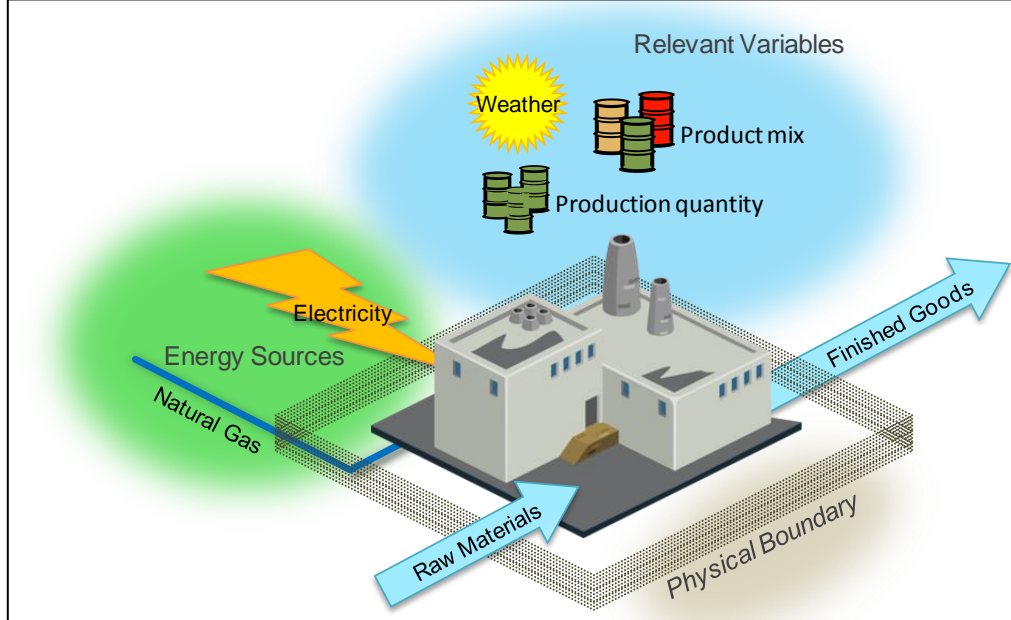 Relevant Variables
Weather
Product mix
Production quantity
Electricity
Energy Sources
Natural Gas
Finished Goods
Raw Materials
Physical Boundary